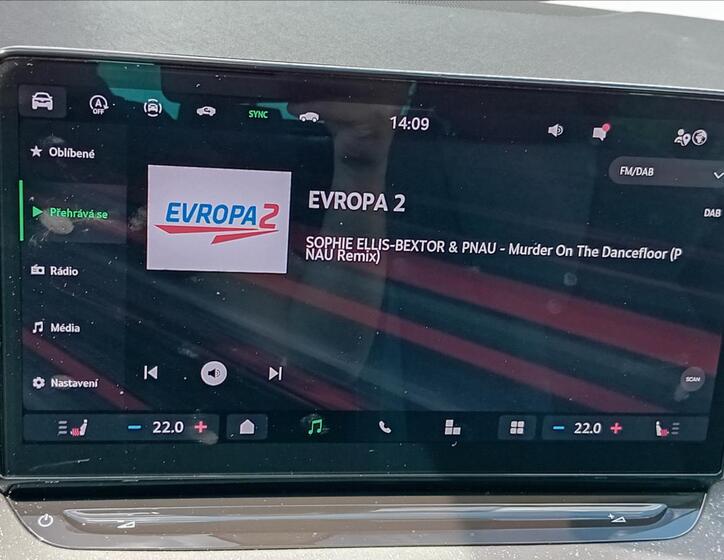 A
OFF
SYNC
14:09
Oblíbené
FM/DAB
Přehrává se
EVROPA 2
EVROPA 2
DAB
SOPHIE ELLIS-BEXTOR & PNAU - Murder On The Dancefloor (P
NAU Remix)
Rádio
Média
SCAN
Nastavení
22.0
22.0